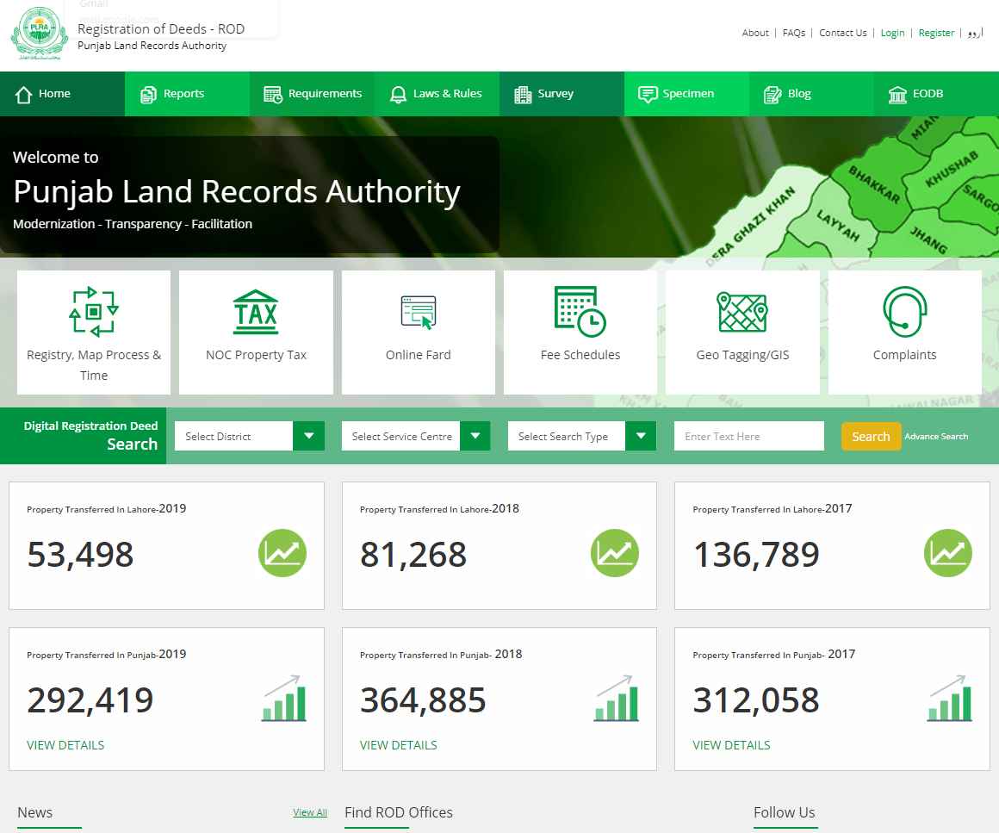 Gmail
mail.google.com
PLRA
Registration of Deeds - ROD
Punjab Land Records Authority
About | FAQs | Contact Us | Login | Register | اردو
Home
Reports
Requirements
Laws & Rules
Survey
Specimen
Blog
EODB
Welcome to
Punjab Land Records Authority
Modernization - Transparency - Facilitation
MIAN
BHAKKAR
KHUSHAB
SARGO
DERA GHAZI KHAN
LAYYAH
JHANG
Registry, Map Process &
Time
NOC Property Tax
TAX
Online Fard
Fee Schedules
Geo Tagging/GIS
Complaints
Digital Registration Deed
Search
Select District
Select Service Centre
Select Search Type
Enter Text Here
Search
Advance Search
Property Transferred In Lahore-2019
53,498
Property Transferred In Lahore-2018
81,268
Property Transferred In Lahore-2017
136,789
Property Transferred In Punjab-2019
292,419
VIEW DETAILS
Property Transferred In Punjab- 2018
364,885
VIEW DETAILS
Property Transferred In Punjab- 2017
312,058
VIEW DETAILS
News
View All
Find ROD Offices
Follow Us